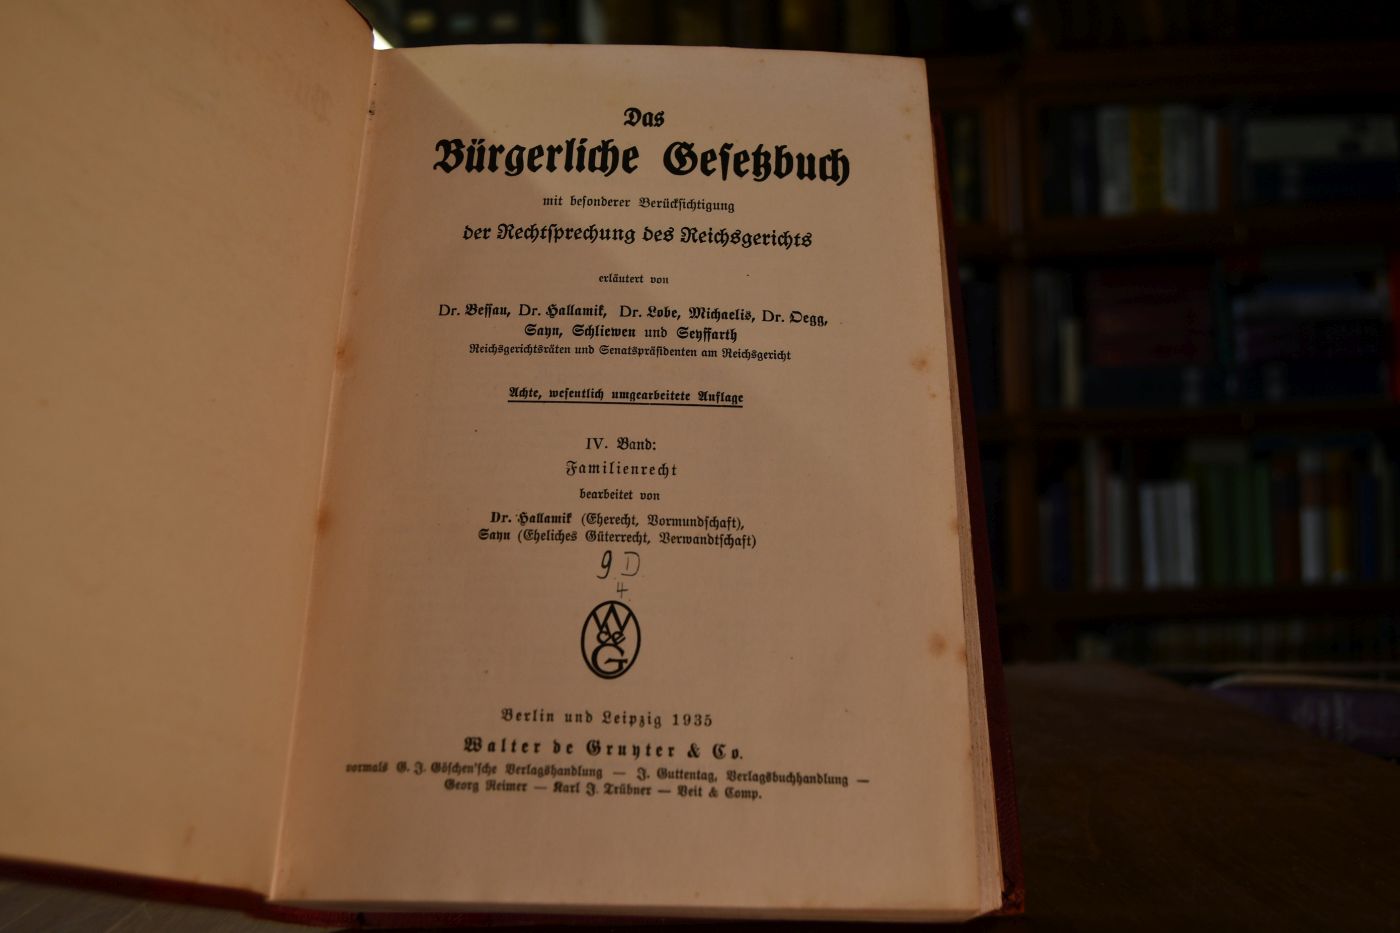 Das
Bürgerliche Gesetzbuch
mit besonderer Berücksichtigung
der Rechtsprechung des Reichsgerichts
erläutert von
Dr. Bessau, Dr. Hallamik, Dr. Lobe, Michaelis, Dr. Oegg,
Sayn, Schliewen und Seyffarth
Reichsgerichtsräten und Senatspräsidenten am Reichsgericht
Achte, wesentlich umgearbeitete Auflage
IV. Band:
Familienrecht
bearbeitet von
Dr. Hallamik (Eherecht, Vormundschaft),
Sayn (Eheliches Güterrecht, Verwandtschaft)
9 D
4.
W
de
G
Berlin und Leipzig 1935
Walter de Gruyter & Co.
vormals G. J. Göschen'sche Verlagshandlung — J. Guttentag, Verlagsbuchhandlung —
Georg Reimer — Karl J. Trübner — Veit & Comp.